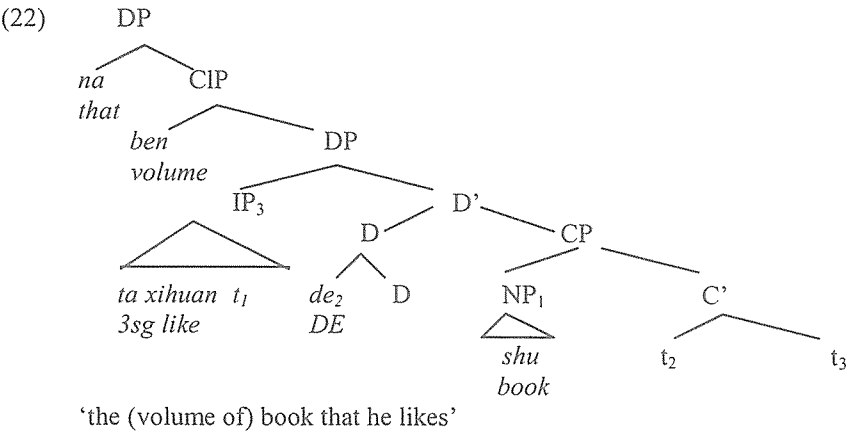 (22) DP
na ClP
that
ben DP
volume
IP₃ D’
D CP
ta xihuan t₁ de₂ D NP₁ C’
3sg like DE
shu t₂ t₃
book
‘the (volume of) book that he likes’